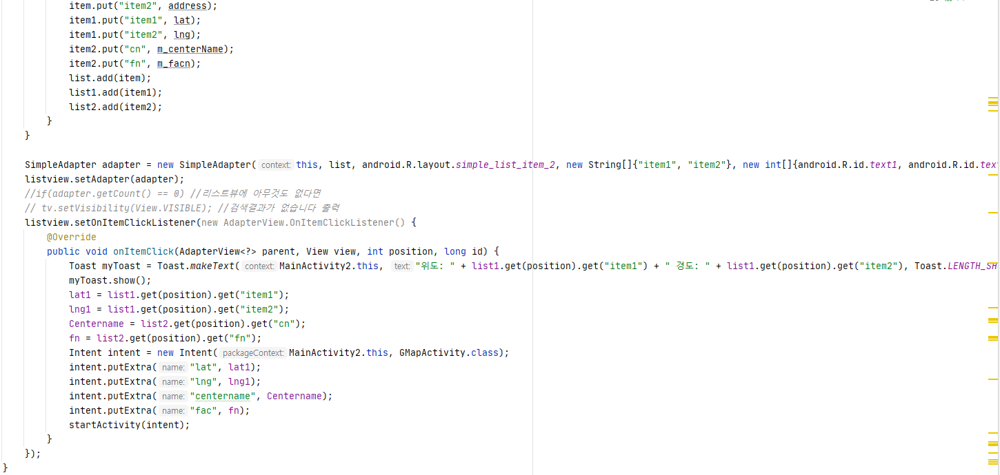 item.put("item2", address);
item1.put("item1", lat);
item1.put("item2", lng);
item2.put("cn", m_centerName);
item2.put("fn", m_facn);
list.add(item);
list1.add(item1);
list2.add(item2);
}
}
SimpleAdapter adapter = new SimpleAdapter( context: this, list, android.R.layout.simple_list_item_2, new String[]{"item1", "item2"}, new int[]{android.R.id.text1, android.R.id.tex
listview.setAdapter(adapter);
//if(adapter.getCount() == 0) //리스트뷰에 아무것도 없다면
// tv.setVisibility(View.VISIBLE); //검색결과가 없습니다 출력
listview.setOnItemClickListener(new AdapterView.OnItemClickListener() {
@Override
public void onItemClick(AdapterView<?> parent, View view, int position, long id) {
Toast myToast = Toast.makeText( context: MainActivity2.this, text: "위도: " + list1.get(position).get("item1") + " 경도: " + list1.get(position).get("item2"), Toast.LENGTH_SH
myToast.show();
lat1 = list1.get(position).get("item1");
lng1 = list1.get(position).get("item2");
Centername = list2.get(position).get("cn");
fn = list2.get(position).get("fn");
Intent intent = new Intent( packageContext: MainActivity2.this, GMapActivity.class);
intent.putExtra( name: "lat", lat1);
intent.putExtra( name: "lng", lng1);
intent.putExtra( name: "centername", Centername);
intent.putExtra( name: "fac", fn);
startActivity(intent);
}
});
}